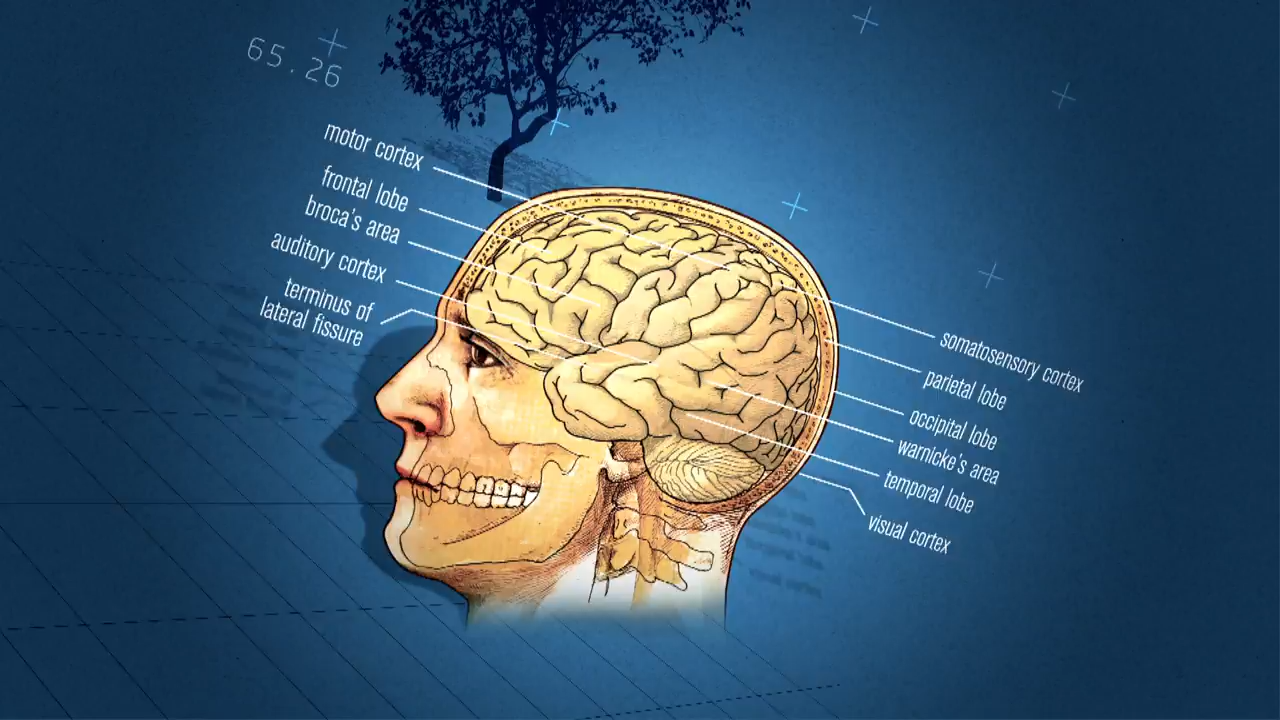 65.26
motor cortex
frontal lobe
broca's area
auditory cortex
terminus of
lateral fissure
somatosensory cortex
parietal lobe
occipital lobe
warnicke's area
temporal lobe
visual cortex